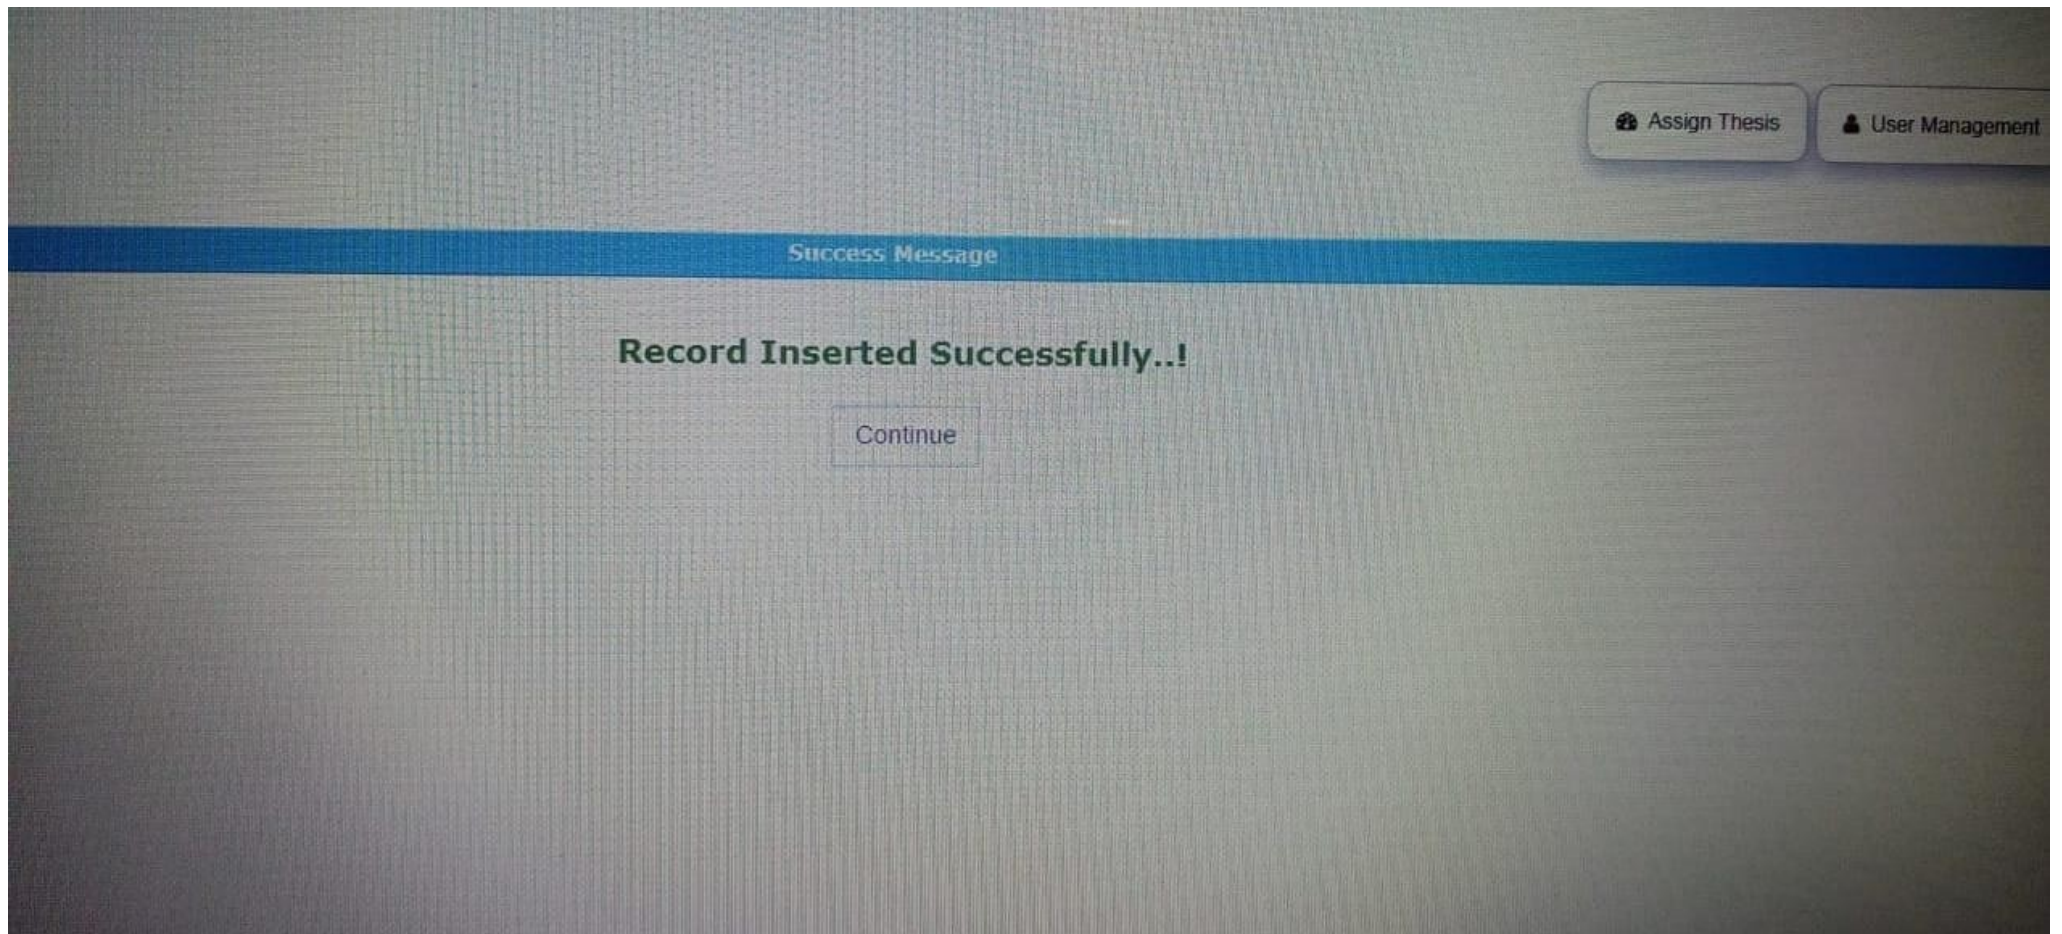 Assign Thesis
User Management
Success Message
Record Inserted Successfully..!
Continue